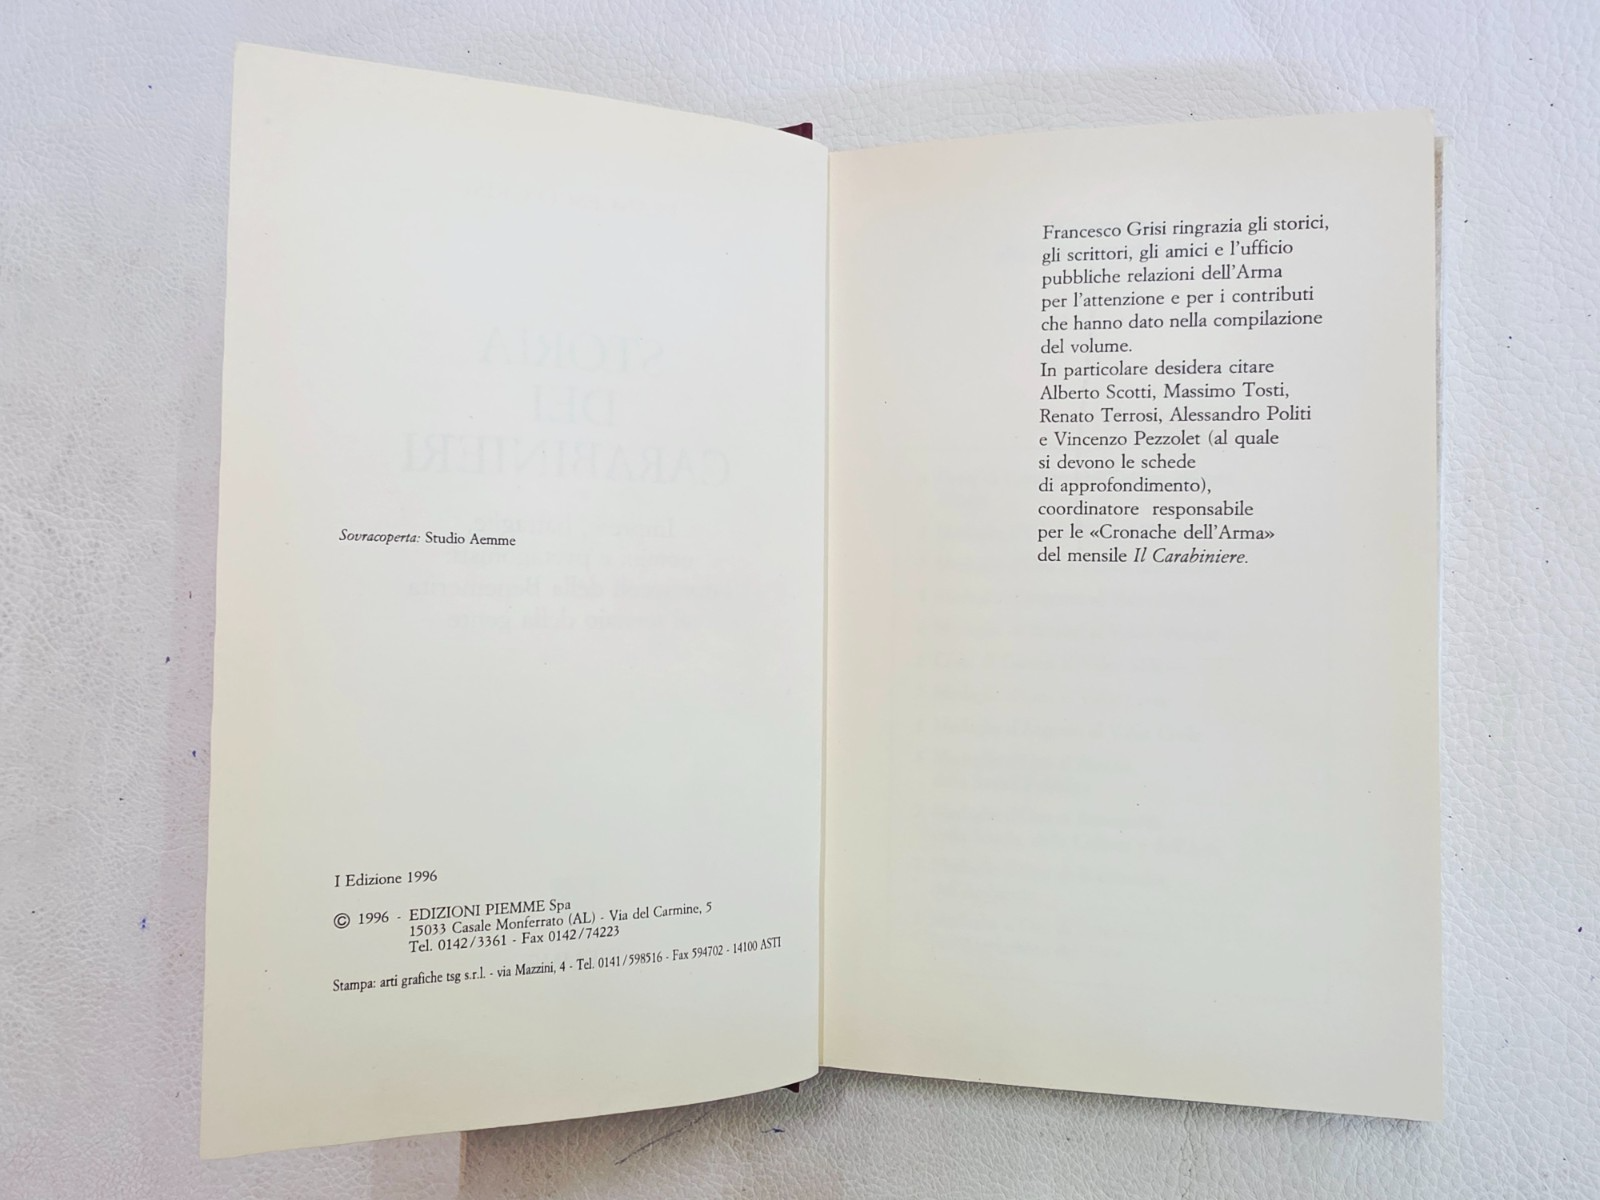 Sovracoperta: Studio Aemme
I Edizione 1996
© 1996 - EDIZIONI PIEMME Spa
15033 Casale Monferrato (AL) - Via del Carmine, 5
Tel. 0142/3361 - Fax 0142/74223
Stampa: arti grafiche tsg s.r.l. - via Mazzini, 4 - Tel. 0141/598516 - Fax 594702 - 14100 ASTI
Francesco Grisi ringrazia gli storici,
gli scrittori, gli amici e l'ufficio
pubbliche relazioni dell'Arma
per l'attenzione e per i contributi
che hanno dato nella compilazione
del volume.
In particolare desidera citare
Alberto Scotti, Massimo Tosti,
Renato Terrosi, Alessandro Politi
e Vincenzo Pezzolet (al quale
si devono le schede
di approfondimento),
coordinatore responsabile
per le «Cronache dell'Arma»
del mensile Il Carabiniere.
STORIA
DEI
CARABINIERI